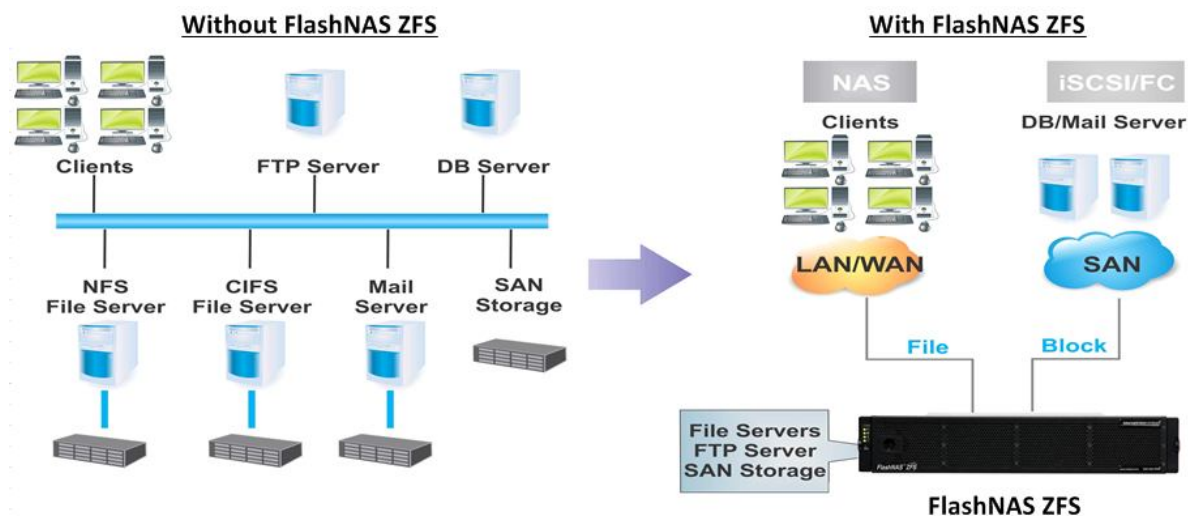 Without FlashNAS ZFS
Clients
FTP Server
DB Server
NFS
File Server
CIFS
File Server
Mail
Server
SAN
Storage
With FlashNAS ZFS
NAS
iSCSI/FC
Clients
DB/Mail Server
LAN/WAN
SAN
File
Block
File Servers
FTP Server
SAN Storage
FlashNAS ZFS
FlashNAS ZFS